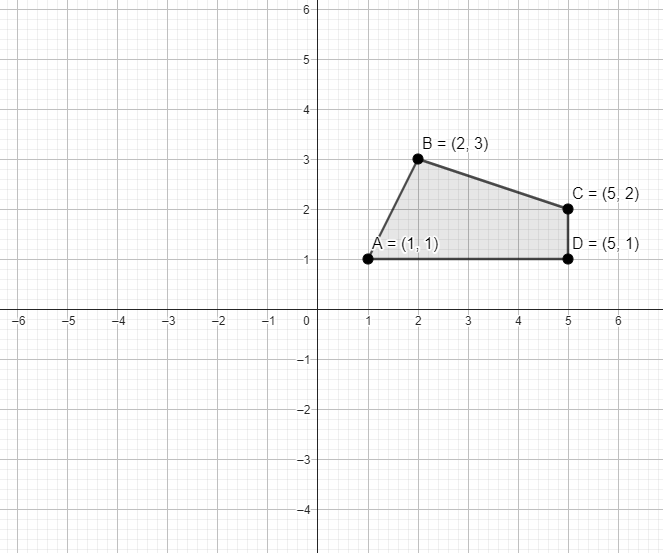 6
5
4
B = (2, 3)
3
C = (5, 2)
2
A = (1, 1)
D = (5, 1)
1
–6 –5 –4 –3 –2 –1 0 1 2 3 4 5 6
–1
–2
–3
–4